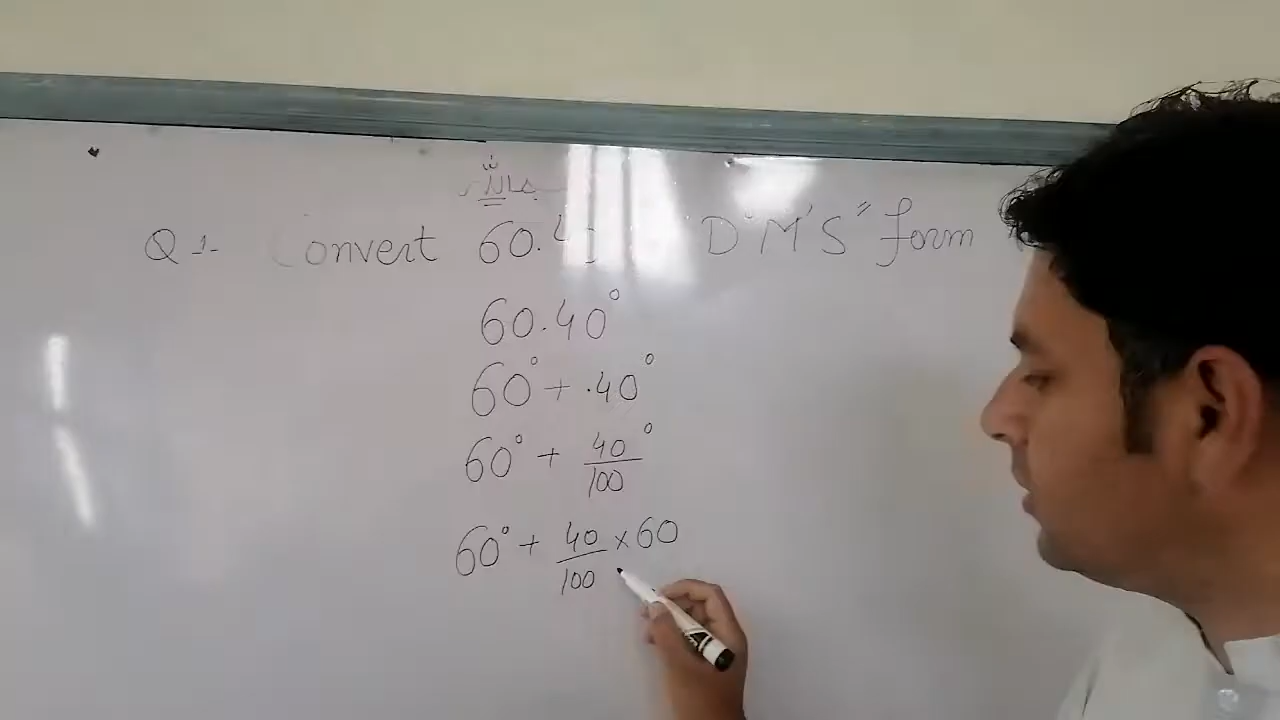 Q 1- Convert 60.4 D° M' S" form
60.40°
60° + .40°
60° + 40/100°
60° + 40/100 × 60